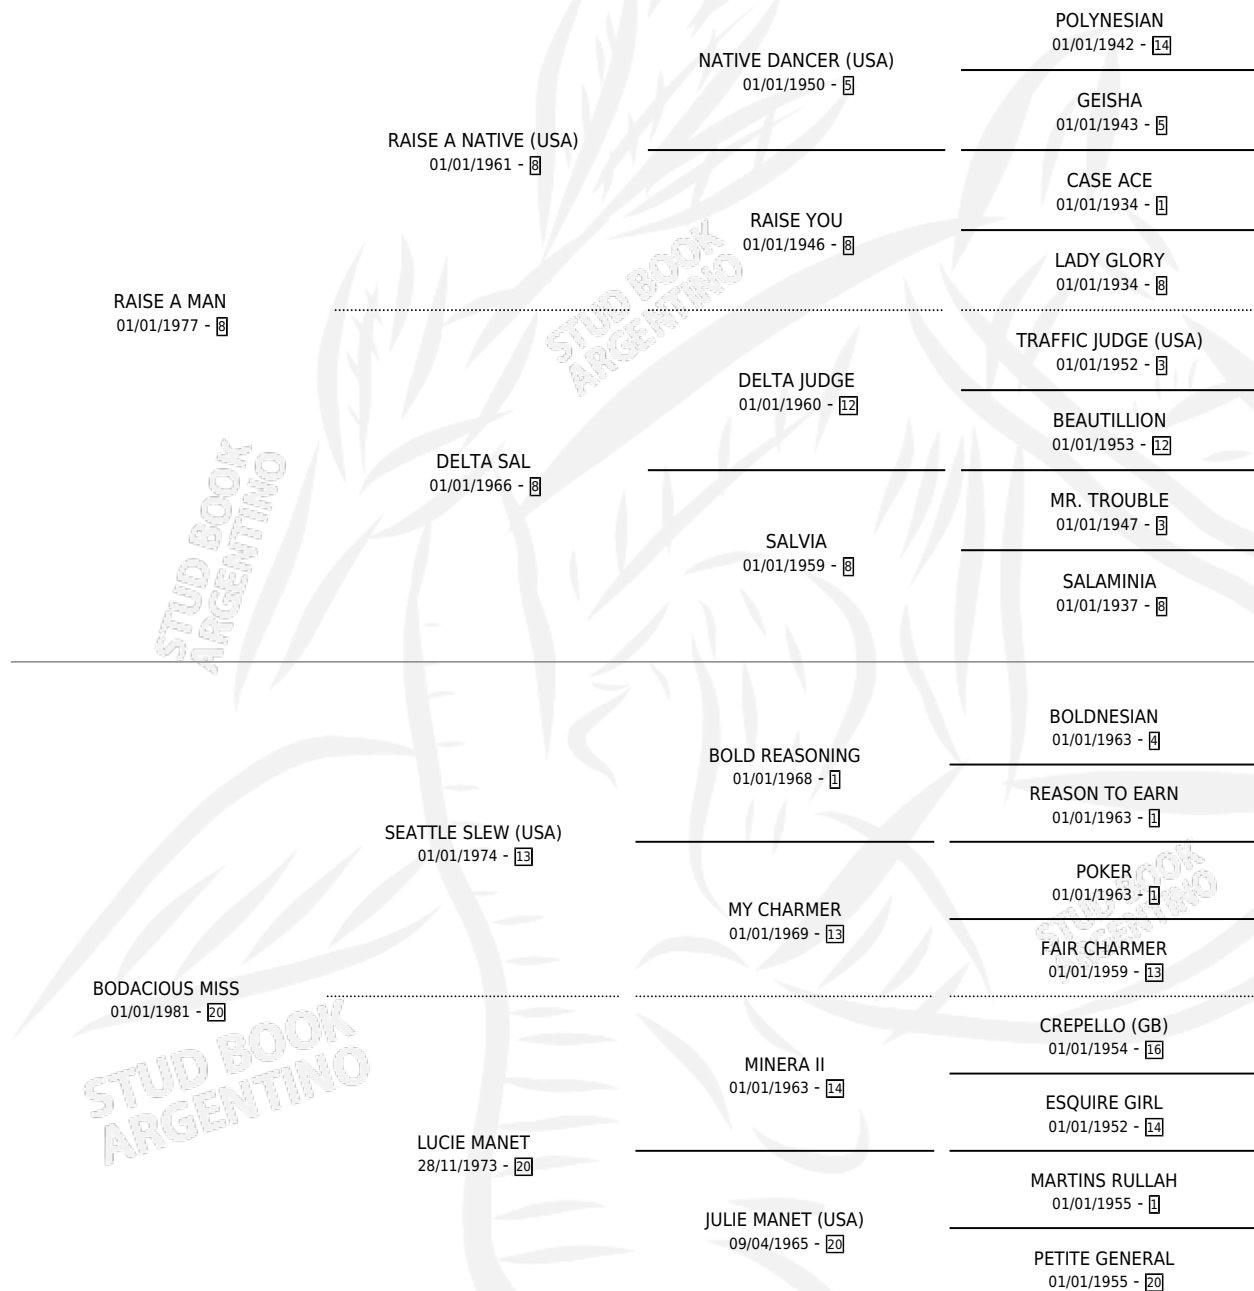 POLYNESIAN
01/01/1942 - 14
NATIVE DANCER (USA)
01/01/1950 - 5
GEISHA
01/01/1943 - 5
RAISE A NATIVE (USA)
01/01/1961 - 8
CASE ACE
01/01/1934 - 1
RAISE YOU
01/01/1946 - 8
LADY GLORY
01/01/1934 - 8
RAISE A MAN
01/01/1977 - 8
TRAFFIC JUDGE (USA)
01/01/1952 - 3
DELTA JUDGE
01/01/1960 - 12
BEAUTILLION
01/01/1953 - 12
DELTA SAL
01/01/1966 - 8
MR. TROUBLE
01/01/1947 - 3
SALVIA
01/01/1959 - 8
SALAMINIA
01/01/1937 - 8
BOLDNESIAN
01/01/1963 - 4
BOLD REASONING
01/01/1968 - 1
REASON TO EARN
01/01/1963 - 1
SEATTLE SLEW (USA)
01/01/1974 - 13
POKER
01/01/1963 - 1
MY CHARMER
01/01/1969 - 13
FAIR CHARMER
01/01/1959 - 13
BODACIOUS MISS
01/01/1981 - 20
CREPELLO (GB)
01/01/1954 - 16
MINERA II
01/01/1963 - 14
ESQUIRE GIRL
01/01/1952 - 14
LUCIE MANET
28/11/1973 - 20
MARTINS RULLAH
01/01/1955 - 1
JULIE MANET (USA)
09/04/1965 - 20
PETITE GENERAL
01/01/1955 - 20
STUD BOOK
ARGENTINO
STUD BOOK
ARGENTINO
STUD BOOK
ARGENTINO
STUD BOOK
ARGENTINO